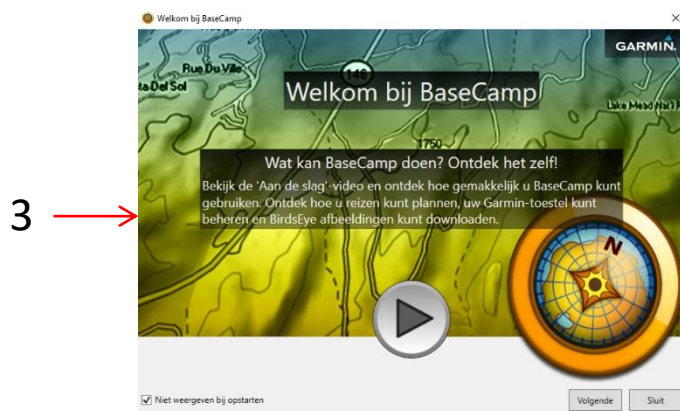 Welkom bij BaseCamp
GARMIN
Rue Du Ville
ta Del Sol
146
Welkom bij BaseCamp
Lake Mead Nat'l
1750
Wat kan BaseCamp doen? Ontdek het zelf!
Bekijk de 'Aan de slag'-video en ontdek hoe gemakkelijk u BaseCamp kunt
gebruiken. Ontdek hoe u reizen kunt plannen, uw Garmin-toestel kunt
beheren en BirdsEye afbeeldingen kunt downloaden.
3
N
Niet weergeven bij opstarten
Volgende
Sluit